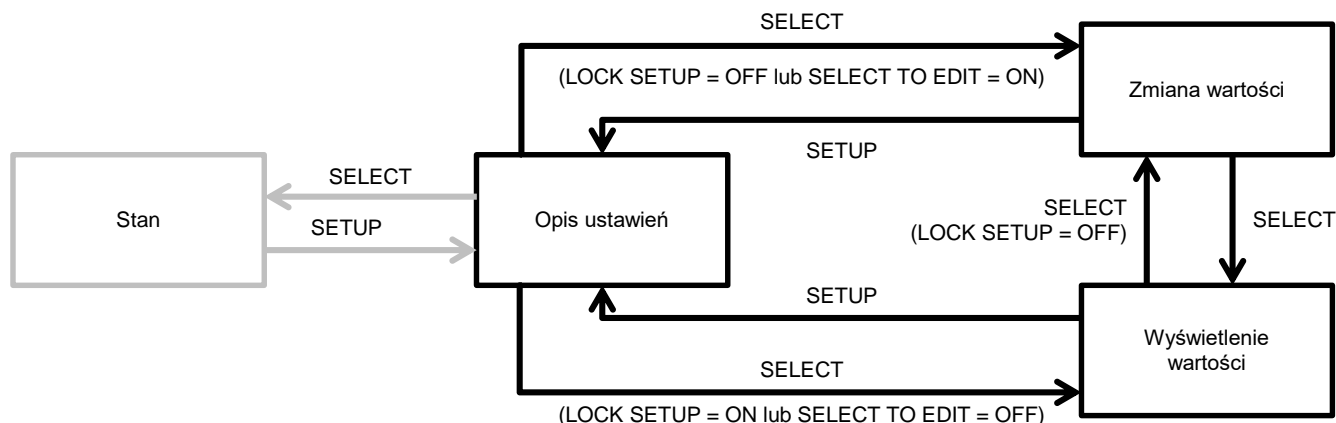 SELECT
(LOCK SETUP = OFF lub SELECT TO EDIT = ON)
Zmiana wartości
SETUP
SELECT
Stan
Opis ustawień
SETUP
SELECT
(LOCK SETUP = OFF)
SELECT
SETUP
Wyświetlenie
wartości
SELECT
(LOCK SETUP = ON lub SELECT TO EDIT = OFF)